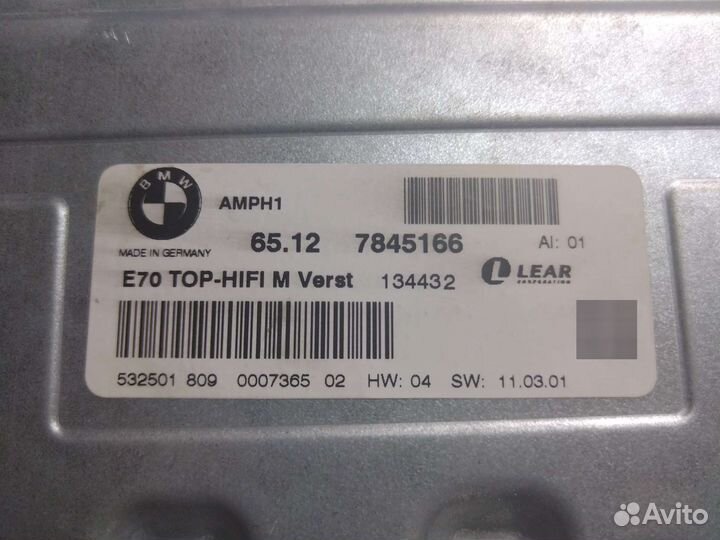 BMW
AMPH1
65.12 7845166 AI: 01
MADE IN GERMANY
E70 TOP-HIFI M Verst 134432 LEAR
CORPORATION
532501 809 0007365 02 HW: 04 SW: 11.03.01
Avito